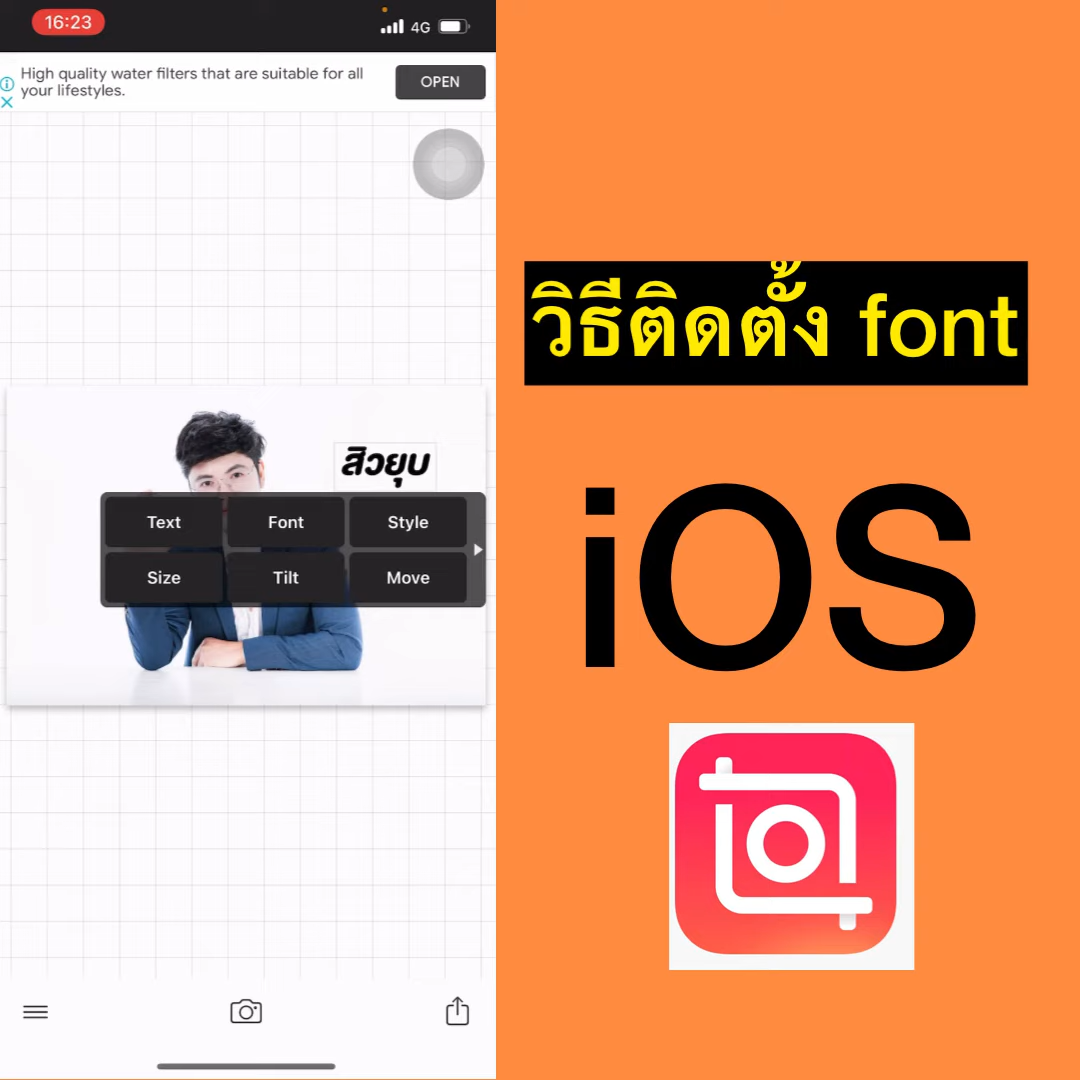 16:23
4G
High quality water filters that are suitable for all
your lifestyles.
OPEN
สิวยุบ
Text
Font
Style
Size
Tilt
Move
วิธีติดตั้ง font
iOS